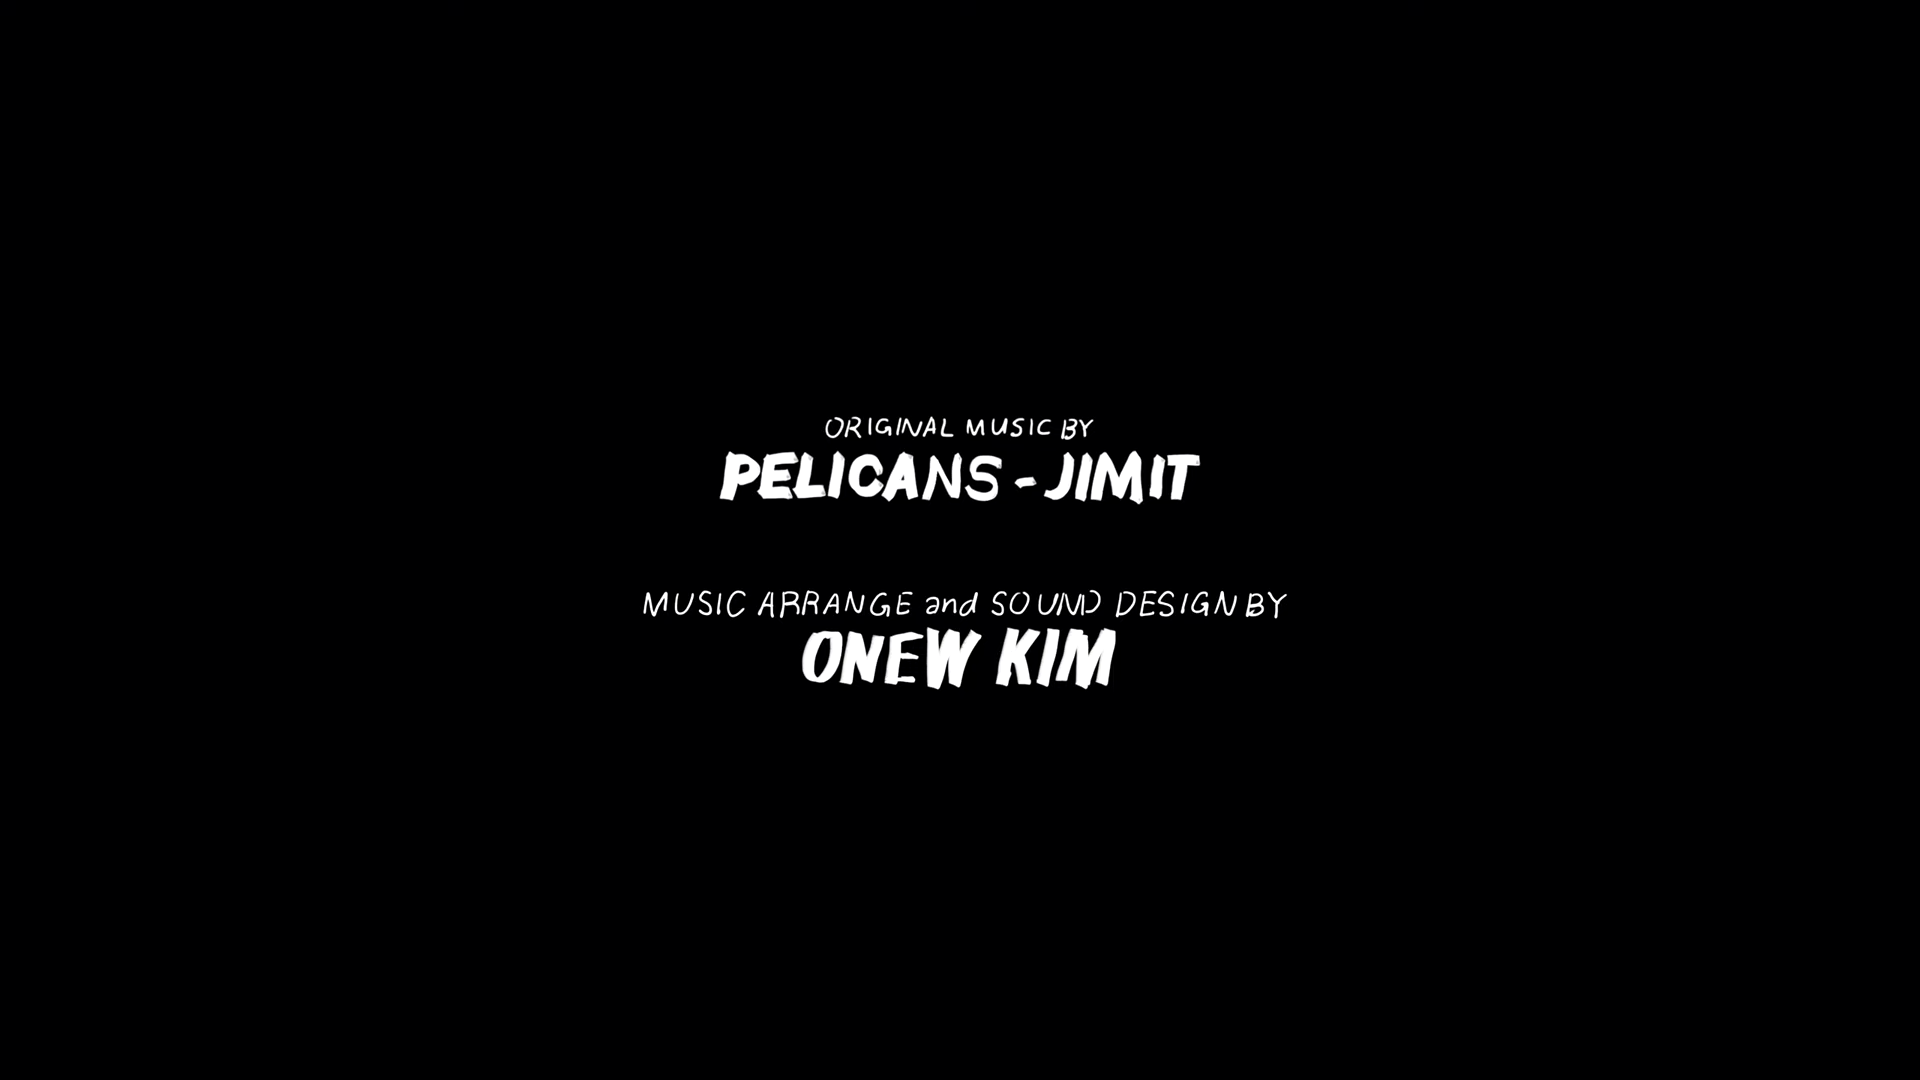 ORIGINAL MUSIC BY
PELICANS - JIMIT
MUSIC ARRANGE and SOUND DESIGN BY
ONEW KIM